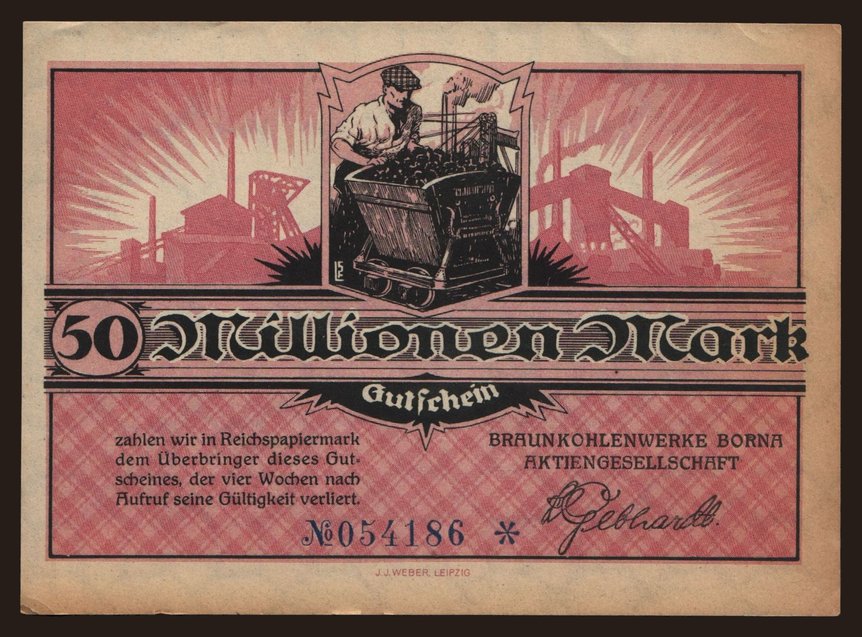 50 Millionen Mark
Gutschein
zahlen wir in Reichspapiermark
dem Überbringer dieses Gut-
scheines, der vier Wochen nach
Aufruf seine Gültigkeit verliert.
BRAUNKOHLENWERKE BORNA
AKTIENGESELLSCHAFT
Gebhardt.
№054186 *
J.J. WEBER, LEIPZIG